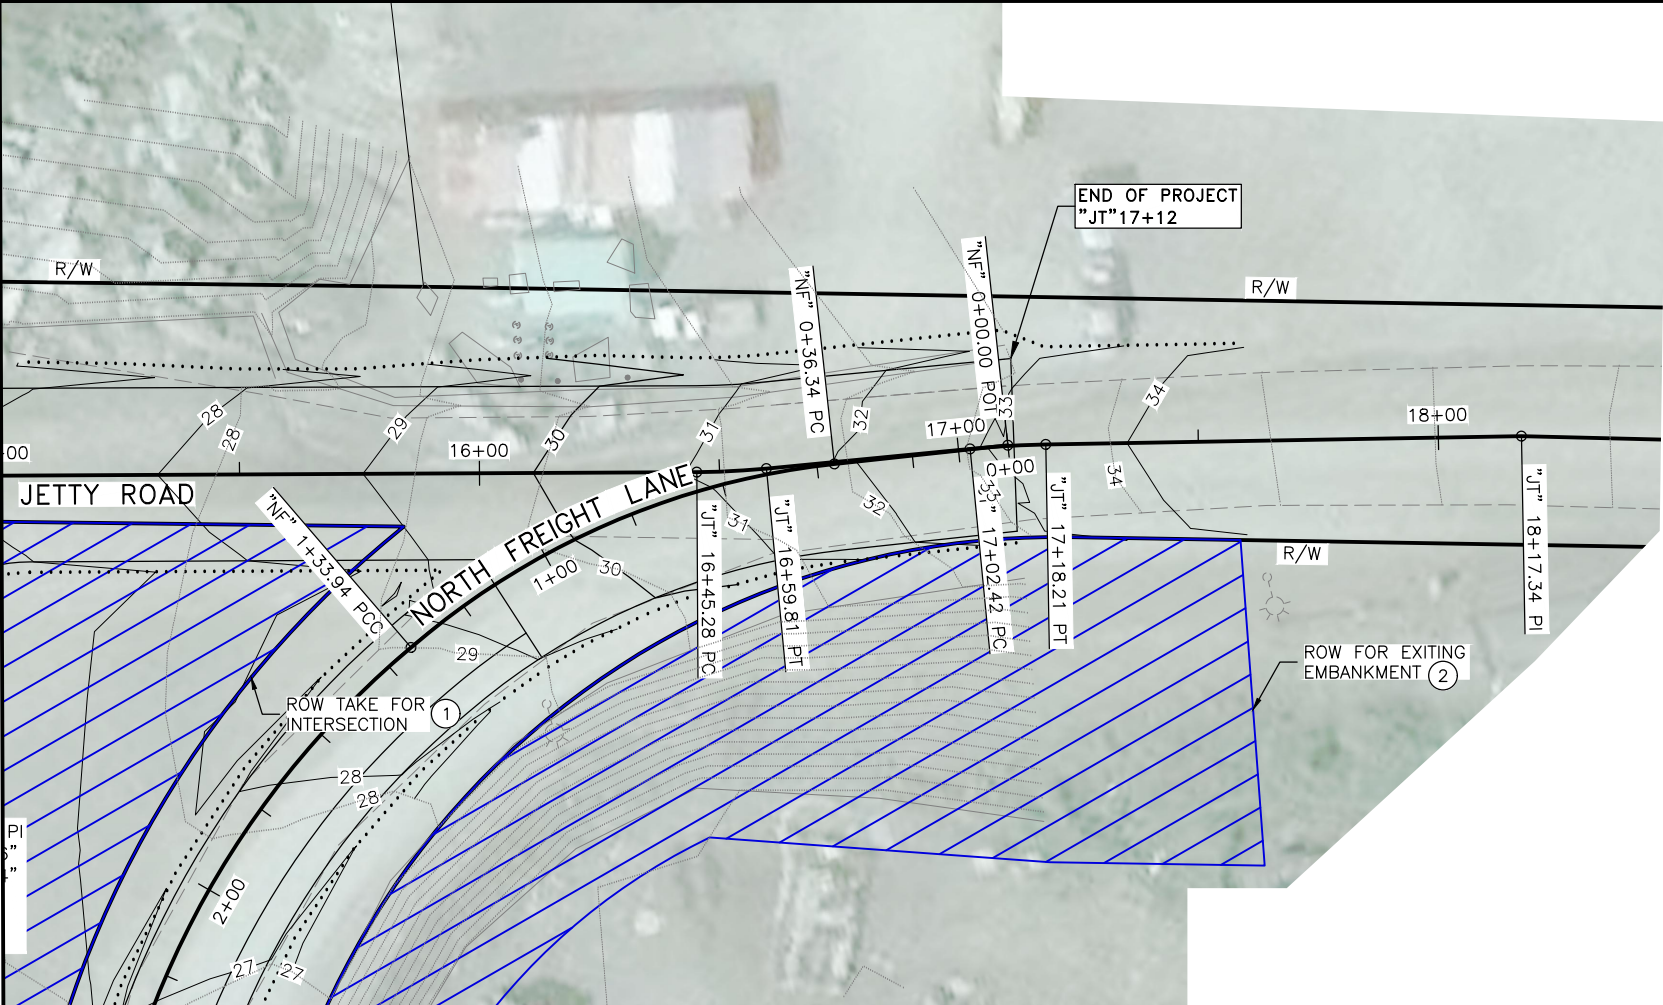 END OF PROJECT
"JT"17+12
R/W
R/W
"NF" 0+36.34 PC
"NF" 0+00.00 POT
28
28
29
16+00
30
31
32
17+00
33
34
18+00
+00
JETTY ROAD
0+00
33
34
"NF" 1+33.94 PCC
NORTH FREIGHT LANE
1+00
30
31
32
"JT" 16+45.28 PC
"JT" 16+59.81 PT
17+02.42 PC
"JT" 17+18.21 PT
"JT" 18+17.34 PI
R/W
29
ROW FOR EXITING
EMBANKMENT 2
ROW TAKE FOR
INTERSECTION 1
28
28
PI
2+00
27
27